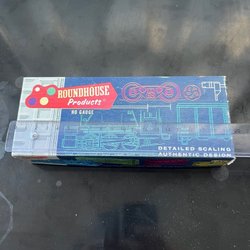 ROUNDHOUSE
Products
HO GAUGE
DETAILED SCALING
AUTHENTIC DESIGN